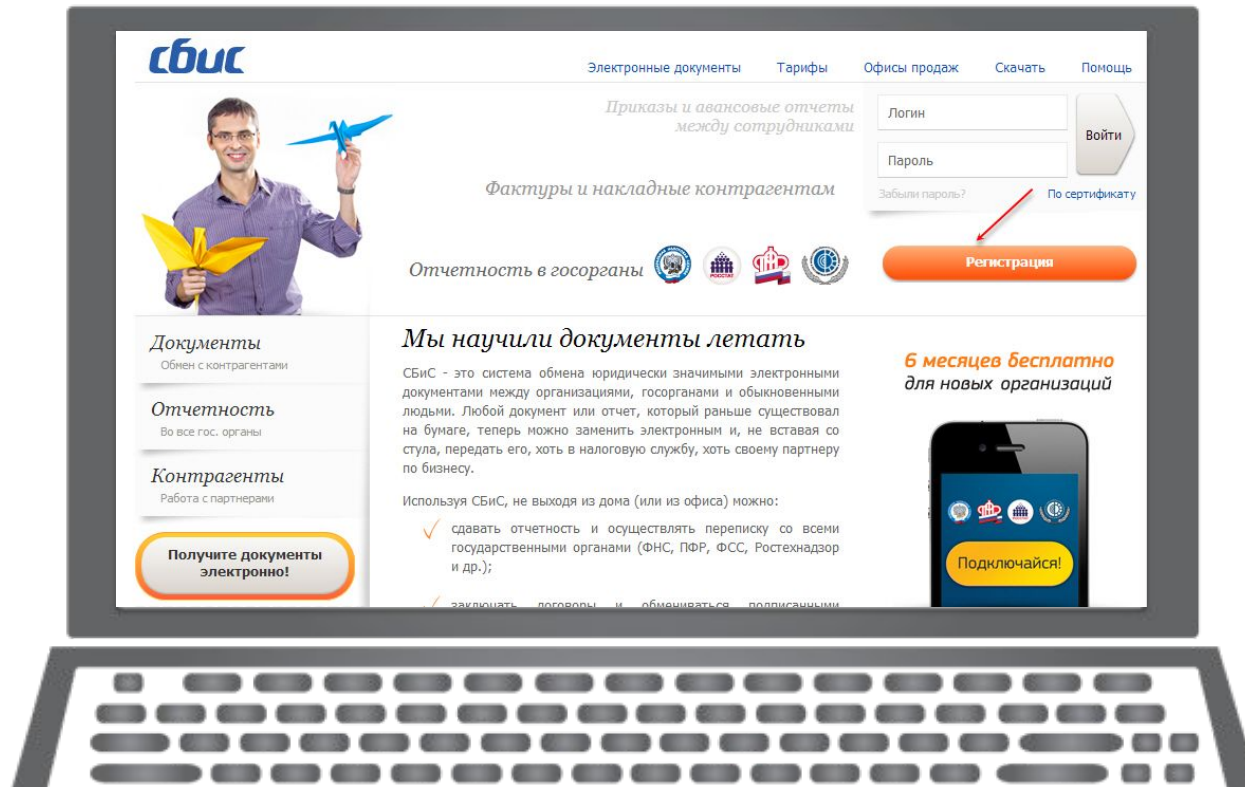 сбис
Электронные документы Тарифы Офисы продаж Скачать Помощь
Приказы и авансовые отчеты
между сотрудниками
Фактуры и накладные контрагентам
Отчетность в госорганы
РОССТАТ
Логин
Пароль
Войти
Забыли пароль? По сертификату
Регистрация
Документы
Обмен с контрагентами
Отчетность
Во все гос. органы
Контрагенты
Работа с партнерами
Получите документы
электронно!
Мы научили документы летать
СБиС - это система обмена юридически значимыми электронными
документами между организациями, госорганами и обыкновенными
людьми. Любой документ или отчет, который раньше существовал
на бумаге, теперь можно заменить электронным и, не вставая со
стула, передать его, хоть в налоговую службу, хоть своему партнеру
по бизнесу.
Используя СБиС, не выходя из дома (или из офиса) можно:
сдавать отчетность и осуществлять переписку со всеми
государственными органами (ФНС, ПФР, ФСС, Ростехнадзор
и др.);
заключать договоры и обмениваться подписанными
6 месяцев бесплатно
для новых организаций
Подключайся!